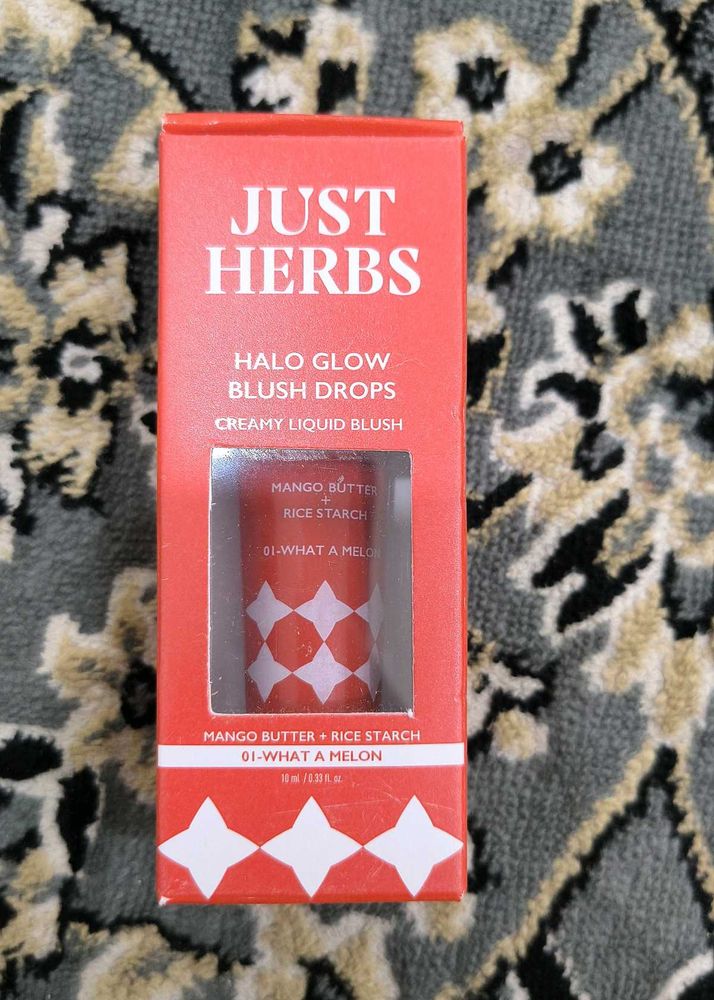 JUST
HERBS
HALO GLOW
BLUSH DROPS
CREAMY LIQUID BLUSH
MANGO BUTTER
+
RICE STARCH
01-WHAT A MELON
MANGO BUTTER + RICE STARCH
01-WHAT A MELON
10 ml / 0.33 fl. oz.